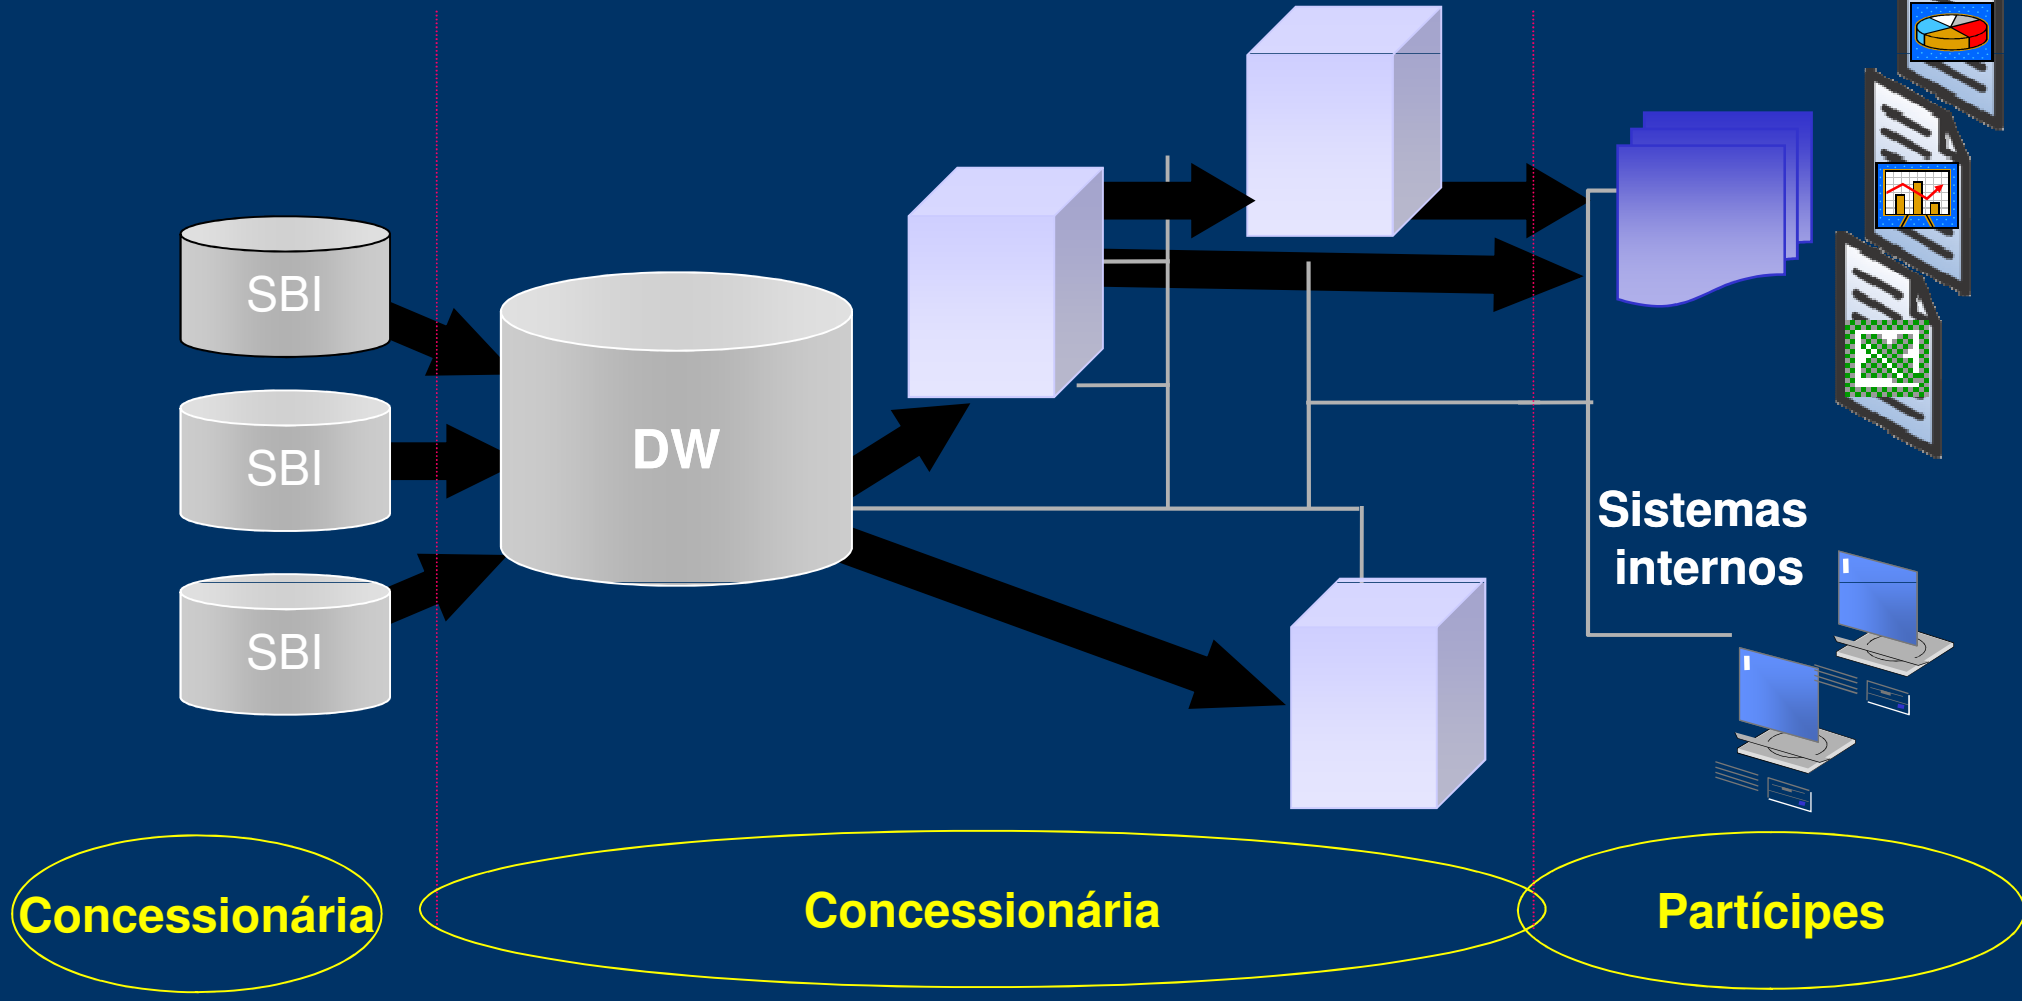 SBI
SBI
SBI
DW
Sistemas
internos
Concessionária
Concessionária
Partícipes